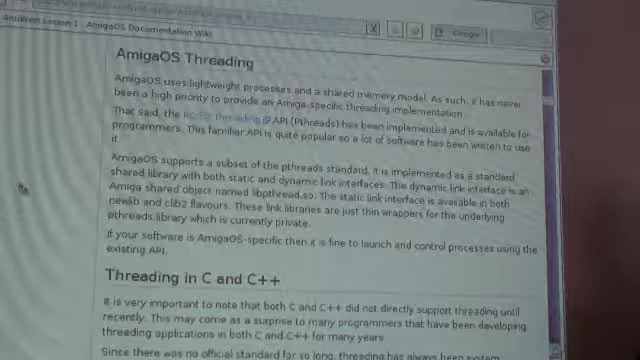 AmiWest Lesson 1 - AmigaOS Documentation Wiki
Google
AmigaOS Threading
AmigaOS uses lightweight processes and a shared memory model. As such, it has never
been a high priority to provide an Amiga-specific threading implementation.
That said, the POSIX threading API (Pthreads) has been implemented and is available for
programmers. This familiar API is quite popular so a lot of software has been written to use
it.
AmigaOS supports a subset of the pthreads standard. It is implemented as a standard
shared library with both static and dynamic link interfaces. The dynamic link interface is an
Amiga shared object named libpthread.so. The static link interface is available in both
newlib and clib2 flavours. These link libraries are just thin wrappers for the underlying
pthreads library which is currently private.
If your software is AmigaOS-specific then it is fine to launch and control processes using the
existing API.
Threading in C and C++
It is very important to note that both C and C++ did not directly support threading until
recently. This may come as a surprise to many programmers that have been developing
threading applications in both C and C++ for many years.
Since there was no official standard for so long, threading has always been system